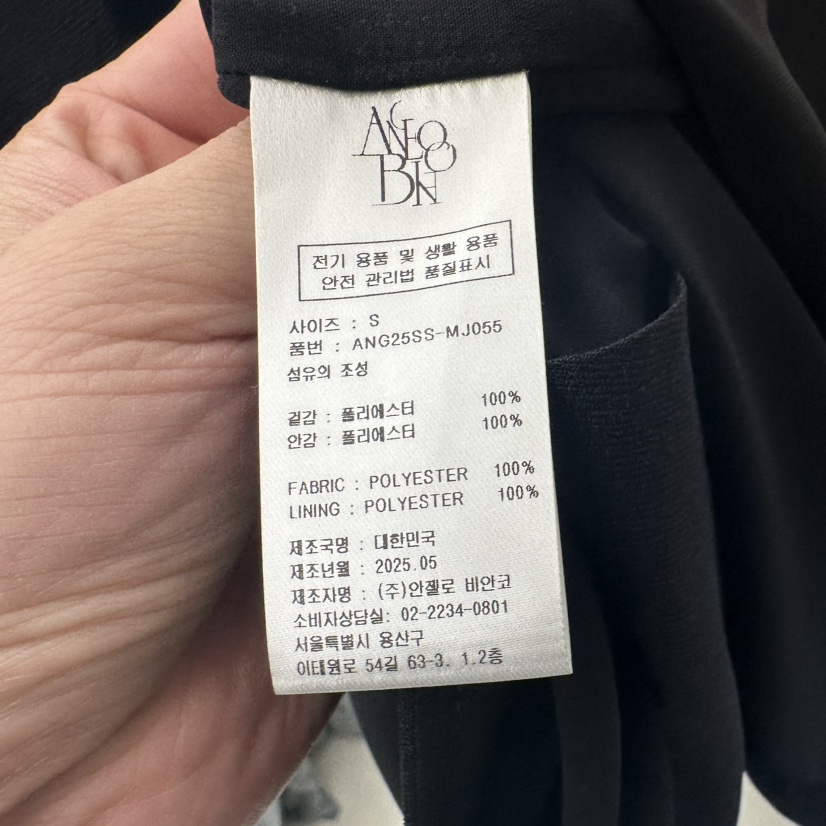 전기 용품 및 생활 용품
안전 관리법 품질표시
사이즈 : S
품번 : ANG25SS-MJ055
섬유의 조성
겉감 : 폴리에스터 100%
안감 : 폴리에스터 100%
FABRIC : POLYESTER 100%
LINING : POLYESTER 100%
제조국명 : 대한민국
제조년월 : 2025.05
제조자명 : (주)안젤로 비안코
소비자상담실: 02-2234-0801
서울특별시 용산구
이태원로 54길 63-3. 1.2층